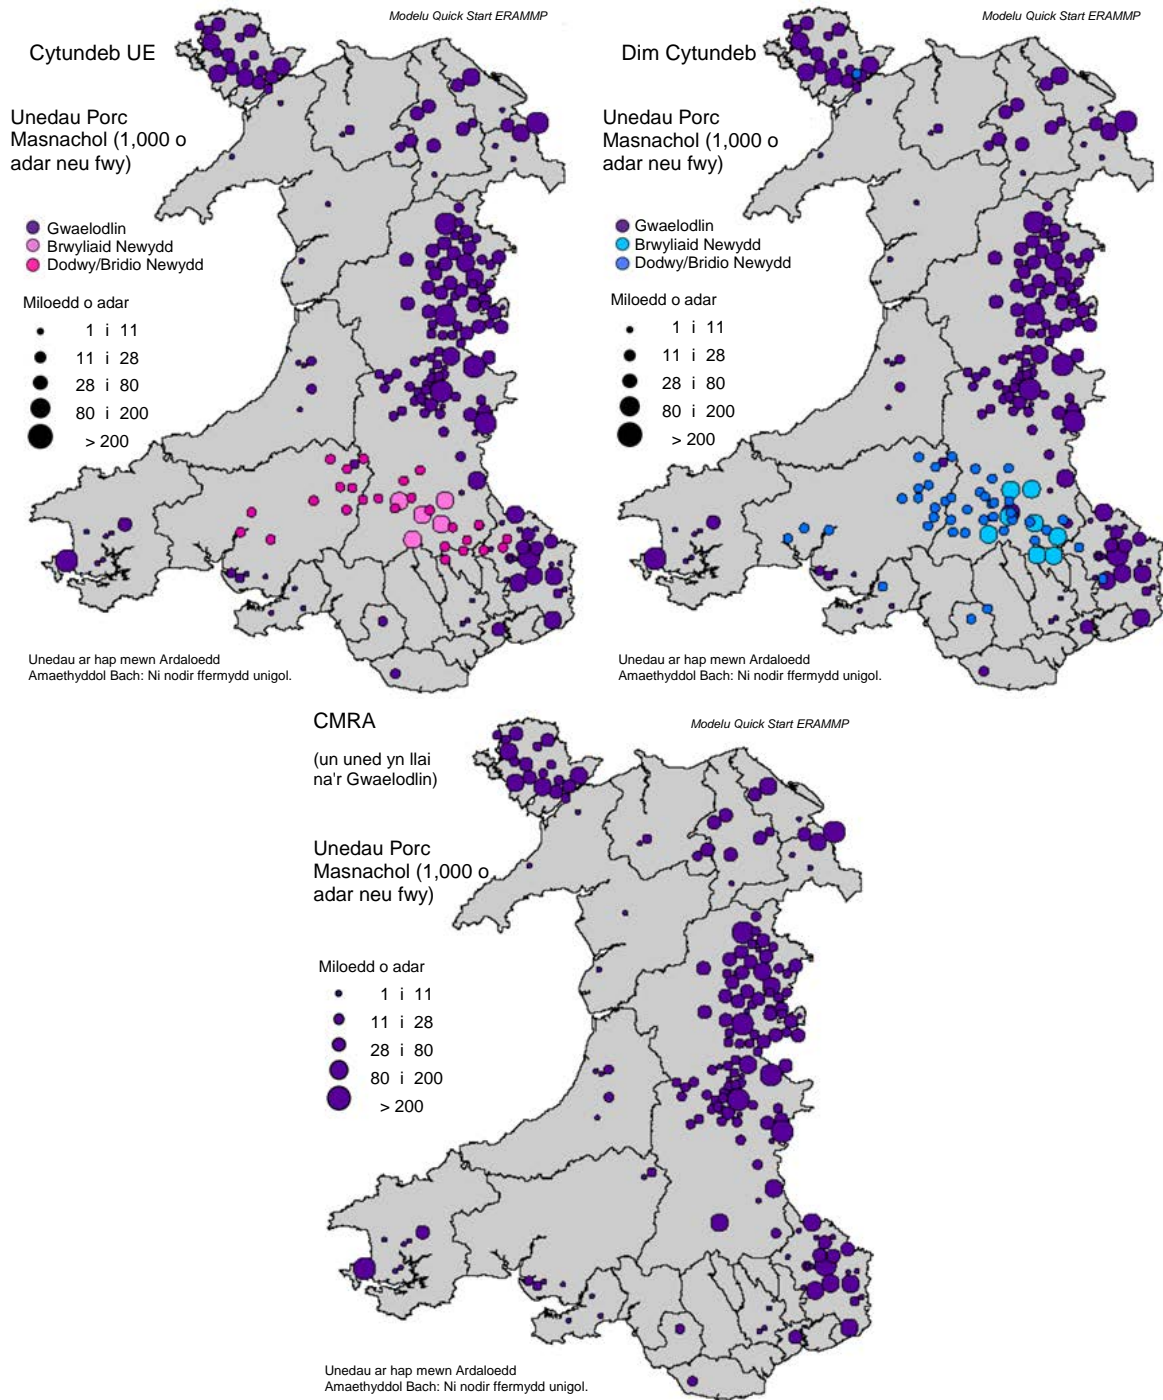 Modelu Quick Start ERAMMP
Cytundeb UE
Unedau Porc
Masnachol (1,000 o
adar neu fwy)
Gwaelodlin
Brwyliaid Newydd
Dodwy/Bridio Newydd
Miloedd o adar
1 i 11
11 i 28
28 i 80
80 i 200
> 200
Unedau ar hap mewn Ardaloedd
Amaethyddol Bach: Ni nodir ffermydd unigol.
Modelu Quick Start ERAMMP
Dim Cytundeb
Unedau Porc
Masnachol (1,000 o
adar neu fwy)
Gwaelodlin
Brwyliaid Newydd
Dodwy/Bridio Newydd
Miloedd o adar
1 i 11
11 i 28
28 i 80
80 i 200
> 200
Unedau ar hap mewn Ardaloedd
Amaethyddol Bach: Ni nodir ffermydd unigol.
CMRA
Modelu Quick Start ERAMMP
(un uned yn llai
na'r Gwaelodlin)
Unedau Porc
Masnachol (1,000 o
adar neu fwy)
Miloedd o adar
1 i 11
11 i 28
28 i 80
80 i 200
> 200
Unedau ar hap mewn Ardaloedd
Amaethyddol Bach: Ni nodir ffermydd unigol.